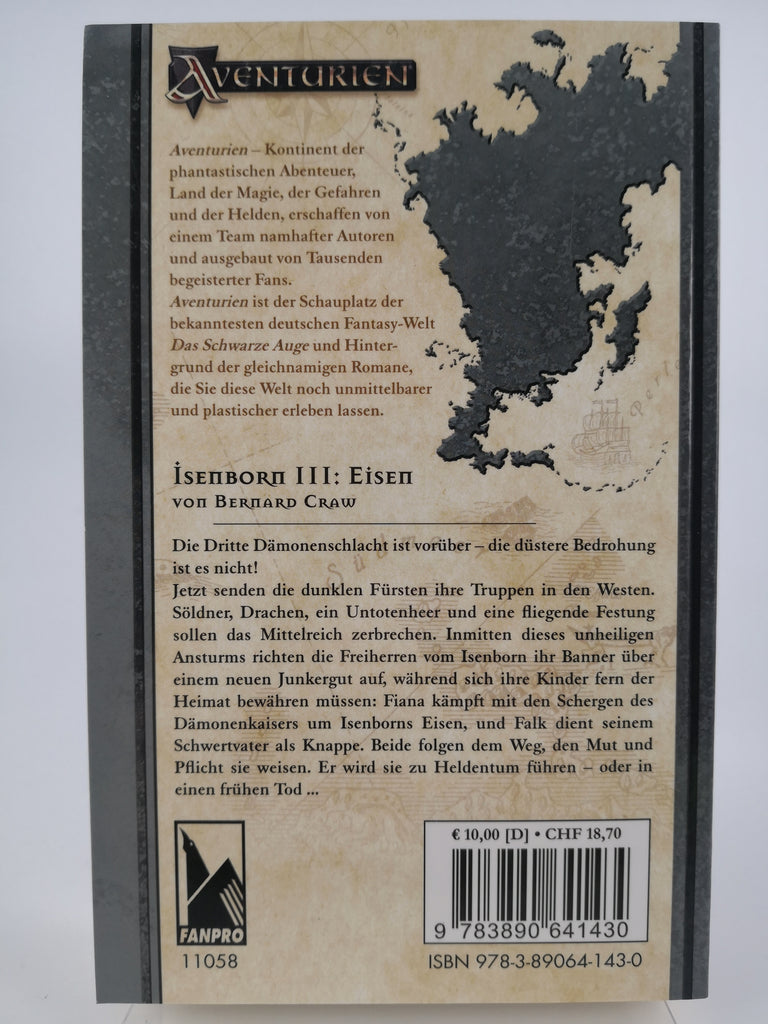 AVENTURIEN
Aventurien – Kontinent der
phantastischen Abenteuer,
Land der Magie, der Gefahren
und der Helden, erschaffen von
einem Team namhafter Autoren
und ausgebaut von Tausenden
begeisterter Fans.
Aventurien ist der Schauplatz der
bekanntesten deutschen Fantasy-Welt
Das Schwarze Auge und Hinter-
grund der gleichnamigen Romane,
die Sie diese Welt noch unmittelbarer
und plastischer erleben lassen.
Isenborn III: Eisen
von Bernard Craw
Die Dritte Dämonenschlacht ist vorüber – die düstere Bedrohung
ist es nicht!
Jetzt senden die dunklen Fürsten ihre Truppen in den Westen.
Söldner, Drachen, ein Untotenheer und eine fliegende Festung
sollen das Mittelreich zerbrechen. Inmitten dieses unheiligen
Ansturms richten die Freiherren vom Isenborn ihr Banner über
einem neuen Junkergut auf, während sich ihre Kinder fern der
Heimat bewähren müssen: Fiana kämpft mit den Schergen des
Dämonenkaisers um Isenborns Eisen, und Falk dient seinem
Schwertvater als Knappe. Beide folgen dem Weg, den Mut und
Pflicht sie weisen. Er wird sie zu Heldentum führen – oder in
einen frühen Tod ...
FANPRO
11058
€ 10,00 [D] • CHF 18,70
9 783890 641430
ISBN 978-3-89064-143-0